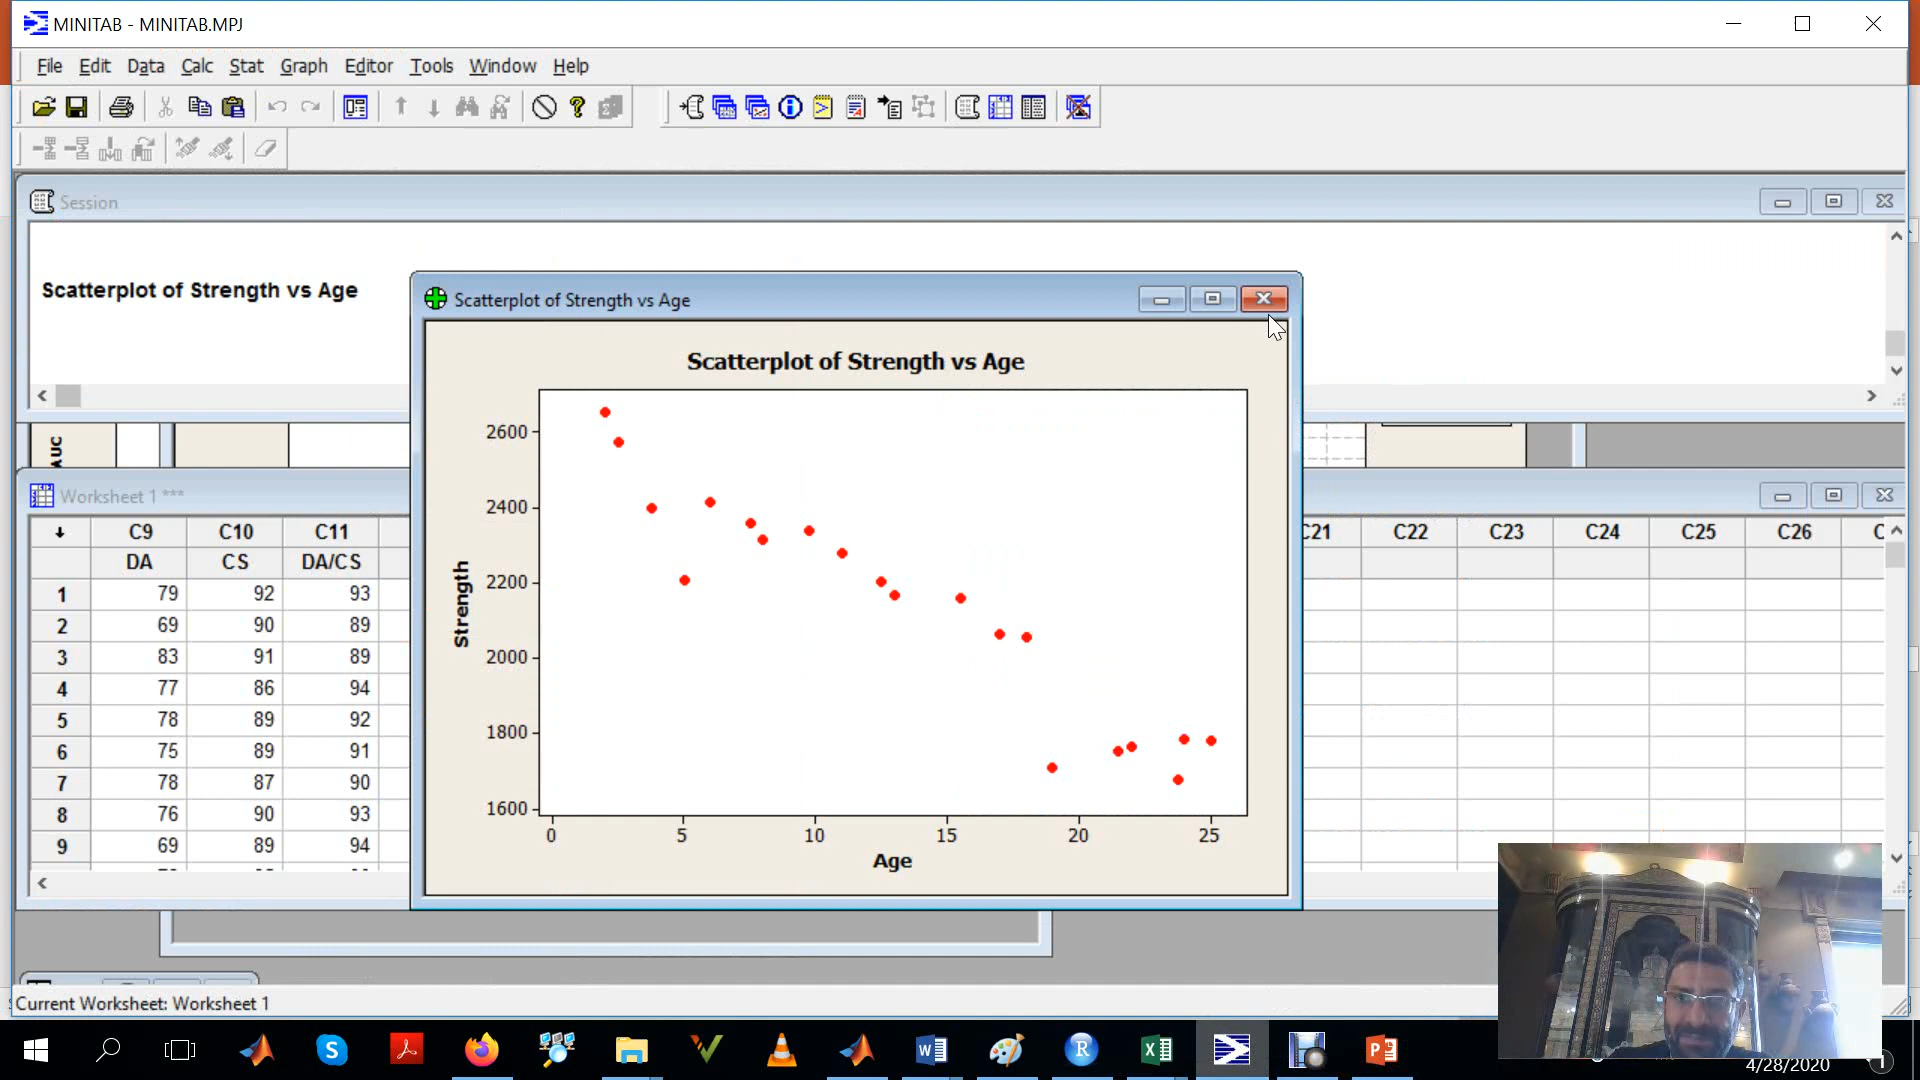 MINITAB - MINITAB.MPJ
File Edit Data Calc Stat Graph Editor Tools Window Help
Session
Scatterplot of Strength vs Age
Scatterplot of Strength vs Age
Scatterplot of Strength vs Age
2600
2400
2200
2000
1800
1600
Strength
0 5 10 15 20 25
Age
AUC
Worksheet 1 ***
C9 C10 C11 C21 C22 C23 C24 C25 C26 C
DA CS DA/CS
1 79 92 93
2 69 90 89
3 83 91 89
4 77 86 94
5 78 89 92
6 75 89 91
7 78 87 90
8 76 90 93
9 69 89 94
Current Worksheet: Worksheet 1
4/28/2020
1